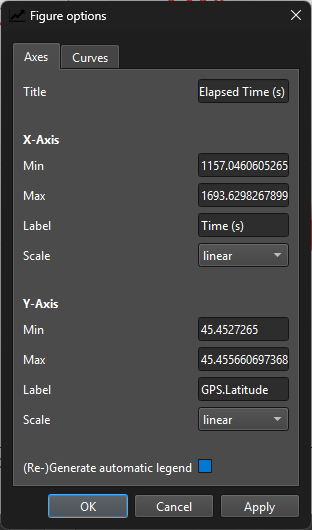 Figure options
Axes Curves
Title Elapsed Time (s)
X-Axis
Min 1157.0460605265
Max 1693.6298267899
Label Time (s)
Scale linear
Y-Axis
Min 45.4527265
Max 45.455660697368
Label GPS.Latitude
Scale linear
(Re-)Generate automatic legend
OK Cancel Apply